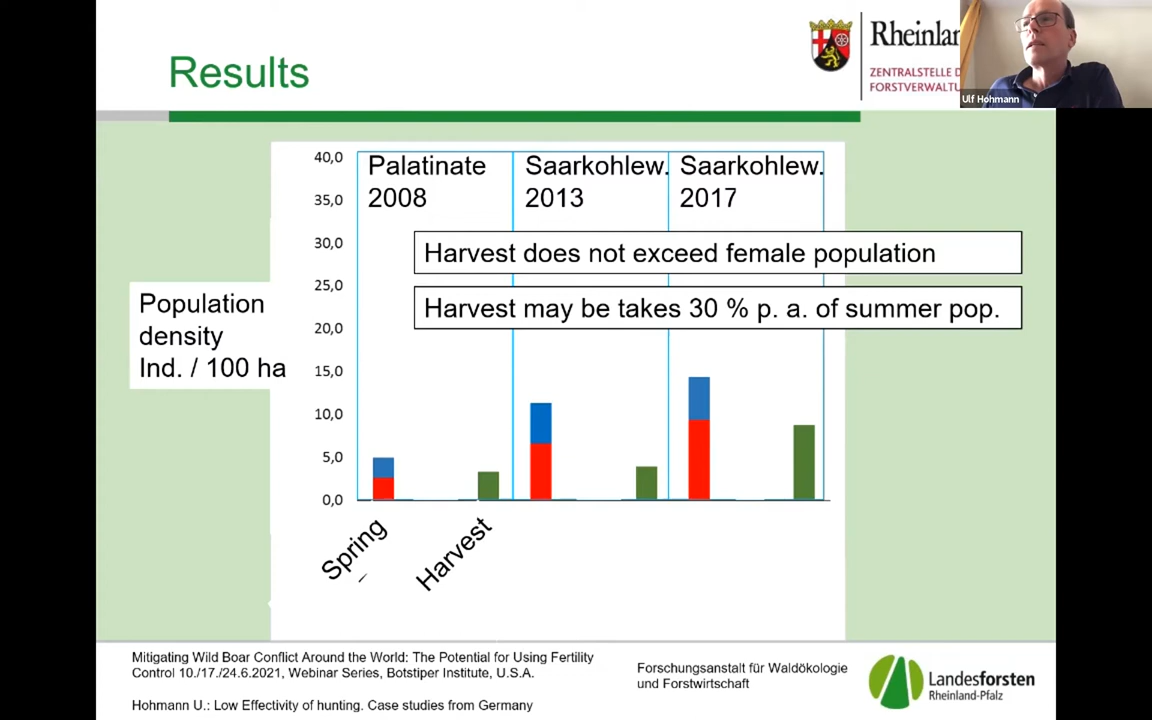 Results
Rheinlan
ZENTRALSTELLE D
FORSTVERWALTU
Ulf Hohmann
40,0
35,0
30,0
25,0
20,0
15,0
10,0
5,0
0,0
Palatinate
2008
Saarkohlew.
2013
Saarkohlew.
2017
Harvest does not exceed female population
Harvest may be takes 30 % p. a. of summer pop.
Population
density
Ind. / 100 ha
Spring
Harvest
Mitigating Wild Boar Conflict Around the World: The Potential for Using Fertility
Control 10./17./24.6.2021, Webinar Series, Botstiper Institute, U.S.A.
Hohmann U.: Low Effectivity of hunting. Case studies from Germany
Forschungsanstalt für Waldökologie
und Forstwirtschaft
Landesforsten
Rheinland-Pfalz